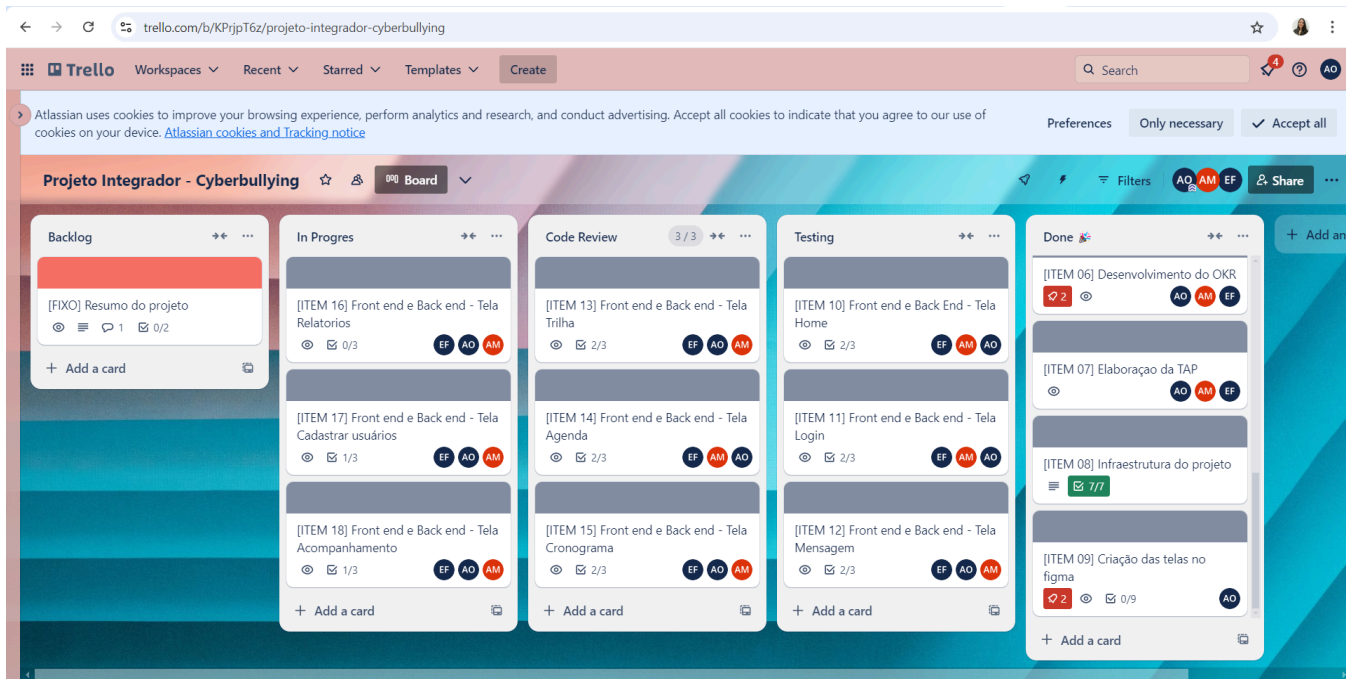 trello.com/b/KPrjpT6z/projeto-integrador-cyberbullying
Trello Workspaces Recent Starred Templates Create Search 4 AO
Atlassian uses cookies to improve your browsing experience, perform analytics and research, and conduct advertising. Accept all cookies to indicate that you agree to our use of
cookies on your device. Atlassian cookies and Tracking notice
Preferences Only necessary Accept all
Projeto Integrador - Cyberbullying Board Filters AO AM EF Share
Backlog
[FIXO] Resumo do projeto
1 0/2
Add a card
In Progres
[ITEM 16] Front end e Back end - Tela
Relatorios
0/3 EF AO AM
[ITEM 17] Front end e Back end - Tela
Cadastrar usuários
1/3 EF AO AM
[ITEM 18] Front end e Back end - Tela
Acompanhamento
1/3 EF AO AM
Add a card
Code Review 3 / 3
[ITEM 13] Front end e Back end - Tela
Trilha
2/3 EF AO AM
[ITEM 14] Front end e Back end - Tela
Agenda
2/3 EF AM AO
[ITEM 15] Front end e Back end - Tela
Cronograma
2/3 EF AO AM
Add a card
Testing
[ITEM 10] Front end e Back End - Tela
Home
2/3 EF AM AO
[ITEM 11] Front end e Back end - Tela
Login
2/3 EF AM AO
[ITEM 12] Front end e Back end - Tela
Mensagem
2/3 EF AO AM
Add a card
Done
[ITEM 06] Desenvolvimento do OKR
2 AO AM EF
[ITEM 07] Elaboraçao da TAP
AO AM EF
[ITEM 08] Infraestrutura do projeto
7/7
[ITEM 09] Criação das telas no
figma
2 0/9 AO
Add a card
Add an